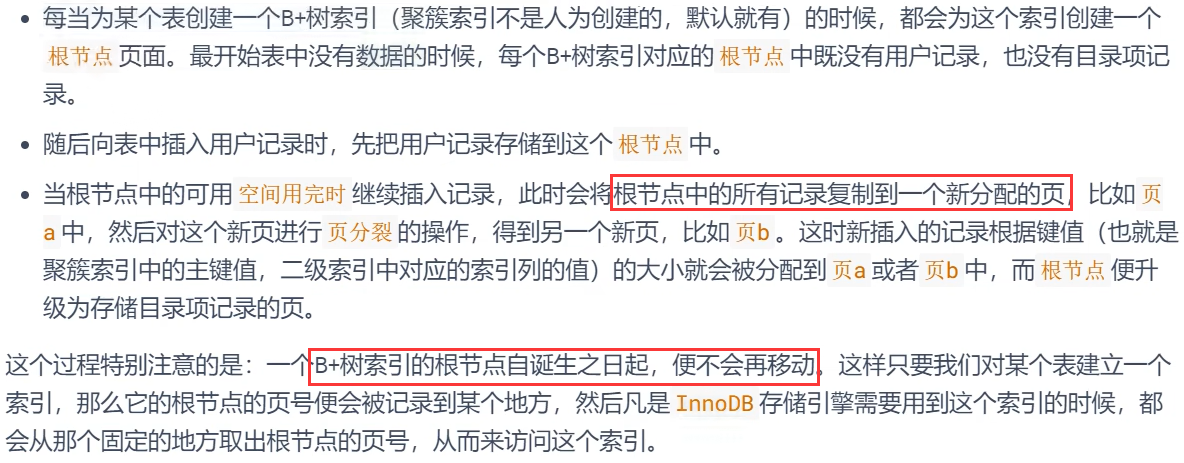 • 每当为某个表创建一个B+树索引（聚簇索引不是人为创建的，默认就有）的时候，都会为这个索引创建一个
根节点 页面。最开始表中没有数据的时候，每个B+树索引对应的 根节点 中既没有用户记录，也没有目录项记
录。
• 随后向表中插入用户记录时，先把用户记录存储到这个 根节点 中。
• 当根节点中的可用 空间用完时 继续插入记录，此时会将根节点中的所有记录复制到一个新分配的页，比如 页
a 中，然后对这个新页进行 页分裂 的操作，得到另一个新页，比如 页b 。这时新插入的记录根据键值（也就是
聚簇索引中的主键值，二级索引中对应的索引列的值）的大小就会被分配到 页a 或者 页b 中，而 根节点 便升
级为存储目录项记录的页。
这个过程特别注意的是：一个B+树索引的根节点自诞生之日起，便不会再移动。这样只要我们对某个表建立一个
索引，那么它的根节点的页号便会被记录到某个地方，然后凡是 InnoDB 存储引擎需要用到这个索引的时候，都
会从那个固定的地方取出根节点的页号，从而来访问这个索引。